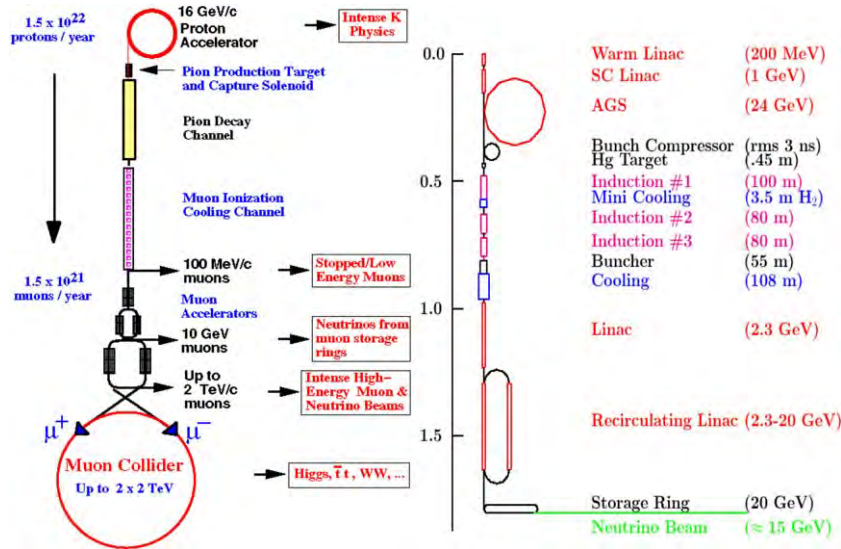 1.5 x 10²²
protons / year
16 GeV/c
Proton
Accelerator
Intense K
Physics
Pion Production Target
and Capture Solenoid
Pion Decay
Channel
Muon Ionization
Cooling Channel
1.5 x 10²¹
muons / year
100 MeV/c
muons
Stopped/Low
Energy Muons
Muon
Accelerators
10 GeV
muons
Neutrinos from
muon storage
rings
Up to
2 TeV/c
muons
Intense High-
Energy Muon &
Neutrino Beams
μ⁺ μ⁻
Muon Collider
Up to 2 x 2 TeV
Higgs, t̅ t, WW, ...
0.0
0.5
1.0
1.5
Warm Linac (200 MeV)
SC Linac (1 GeV)
AGS (24 GeV)
Bunch Compressor (rms 3 ns)
Hg Target (.45 m)
Induction #1 (100 m)
Mini Cooling (3.5 m H₂)
Induction #2 (80 m)
Induction #3 (80 m)
Buncher (55 m)
Cooling (108 m)
Linac (2.3 GeV)
Recirculating Linac (2.3-20 GeV)
Storage Ring (20 GeV)
Neutrino Beam (≈ 15 GeV)